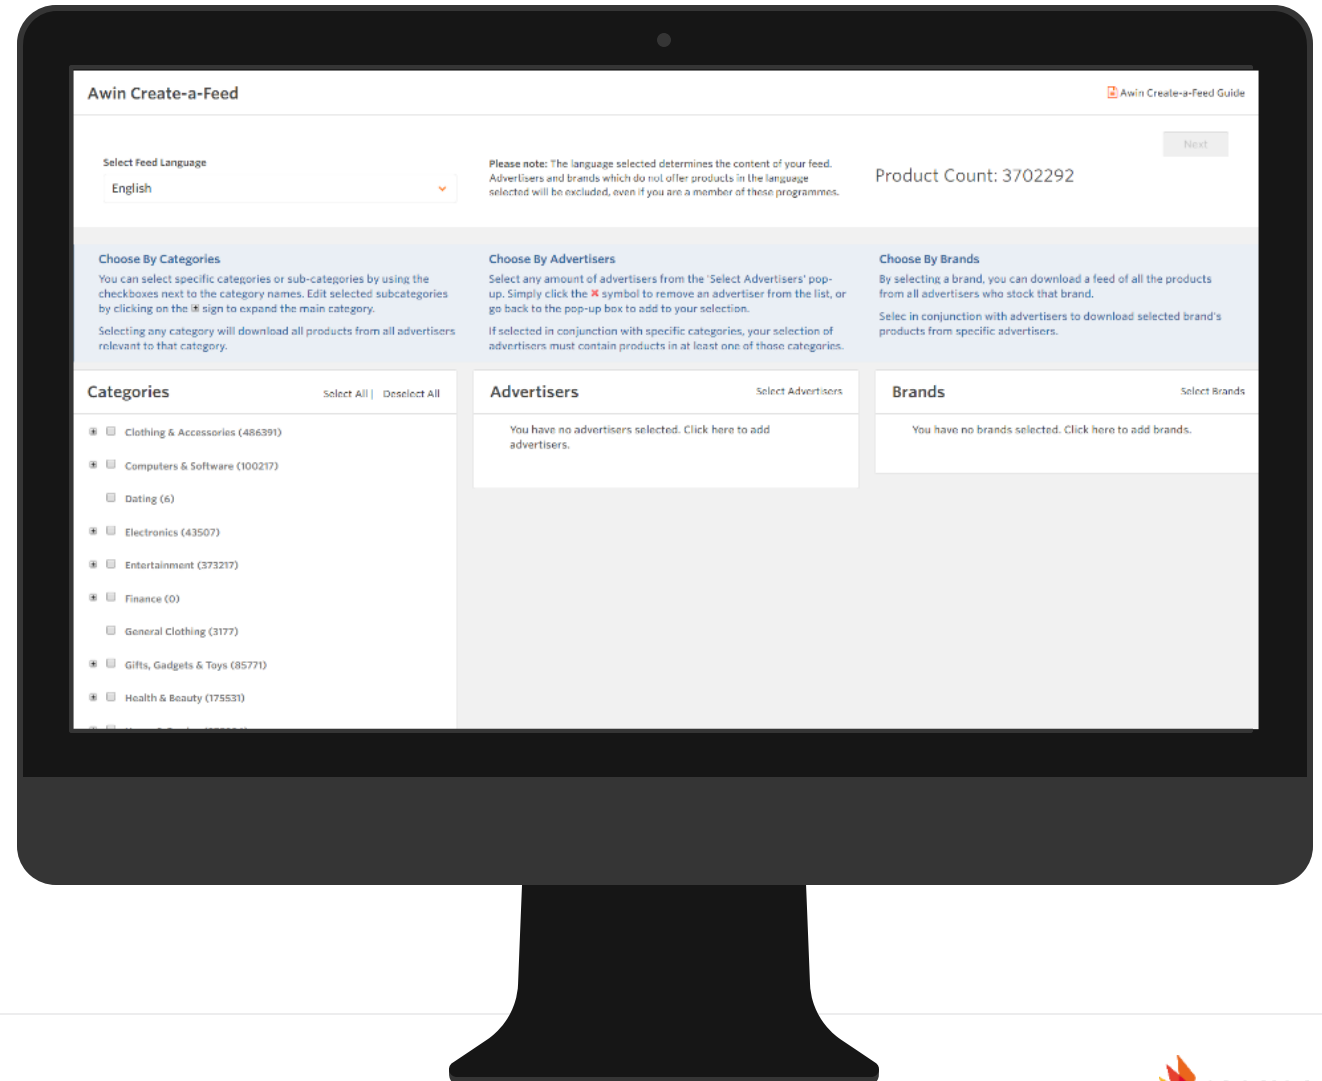 Awin Create-a-Feed
Awin Create-a-Feed Guide
Next
Select Feed Language
English
Please note: The language selected determines the content of your feed.
Advertisers and brands which do not offer products in the language
selected will be excluded, even if you are a member of these programmes.
Product Count: 3702292
Choose By Categories
You can select specific categories or sub-categories by using the
checkboxes next to the category names. Edit selected subcategories
by clicking on the sign to expand the main category.
Selecting any category will download all products from all advertisers
relevant to that category.
Choose By Advertisers
Select any amount of advertisers from the 'Select Advertisers' pop-
up. Simply click the symbol to remove an advertiser from the list, or
go back to the pop-up box to add to your selection.
If selected in conjunction with specific categories, your selection of
advertisers must contain products in at least one of those categories.
Choose By Brands
By selecting a brand, you can download a feed of all the products
from all advertisers who stock that brand.
Selec in conjunction with advertisers to download selected brand's
products from specific advertisers.
Categories
Select All | Deselect All
Clothing & Accessories (486391)
Computers & Software (100217)
Dating (6)
Electronics (43507)
Entertainment (373217)
Finance (0)
General Clothing (3177)
Gifts, Gadgets & Toys (85771)
Health & Beauty (175531)
Advertisers
Select Advertisers
You have no advertisers selected. Click here to add
advertisers.
Brands
Select Brands
You have no brands selected. Click here to add brands.